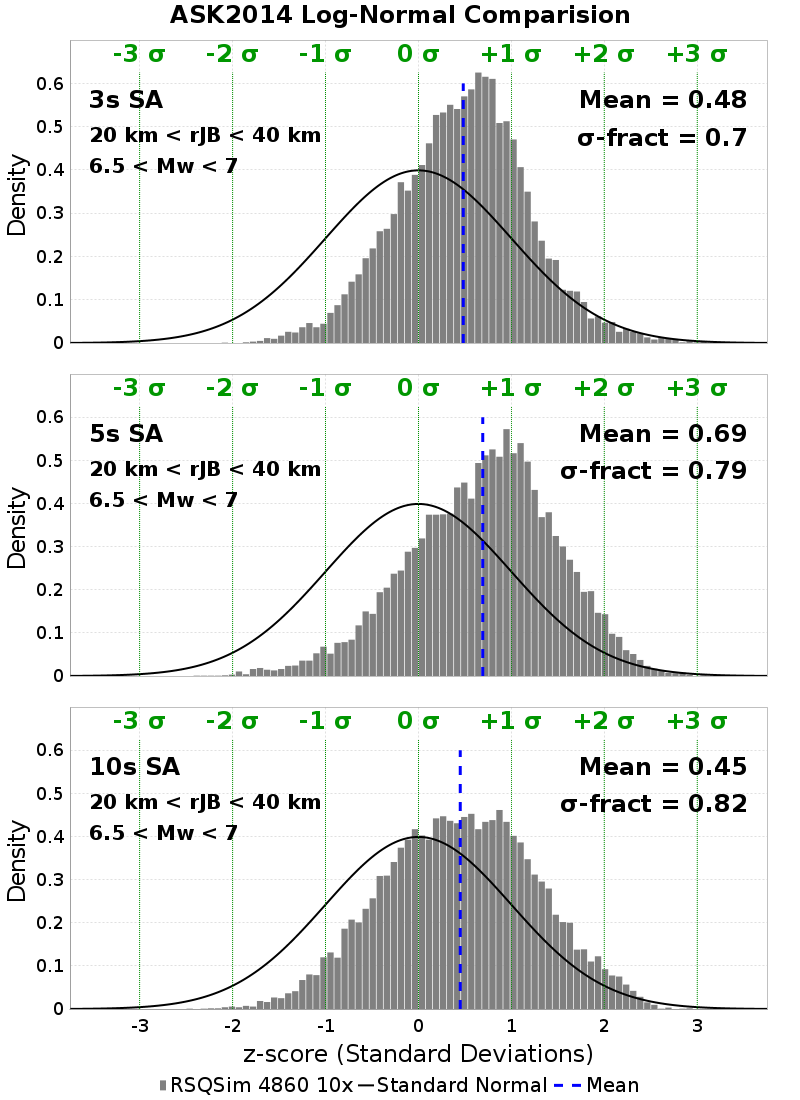 ASK2014 Log-Normal Comparision
-3 σ -2 σ -1 σ 0 σ +1 σ +2 σ +3 σ
0.6
3s SA Mean = 0.48
0.5
20 km < rJB < 40 km σ-fract = 0.7
6.5 < Mw < 7
0.4
0.3
0.2
0.1
0
Density
-3 σ -2 σ -1 σ 0 σ +1 σ +2 σ +3 σ
0.6
5s SA Mean = 0.69
0.5
20 km < rJB < 40 km σ-fract = 0.79
6.5 < Mw < 7
0.4
0.3
0.2
0.1
0
Density
-3 σ -2 σ -1 σ 0 σ +1 σ +2 σ +3 σ
0.6
10s SA Mean = 0.45
0.5
20 km < rJB < 40 km σ-fract = 0.82
6.5 < Mw < 7
0.4
0.3
0.2
0.1
0
Density
-3 -2 -1 0 1 2 3
z-score (Standard Deviations)
RSQSim 4860 10x Standard Normal Mean